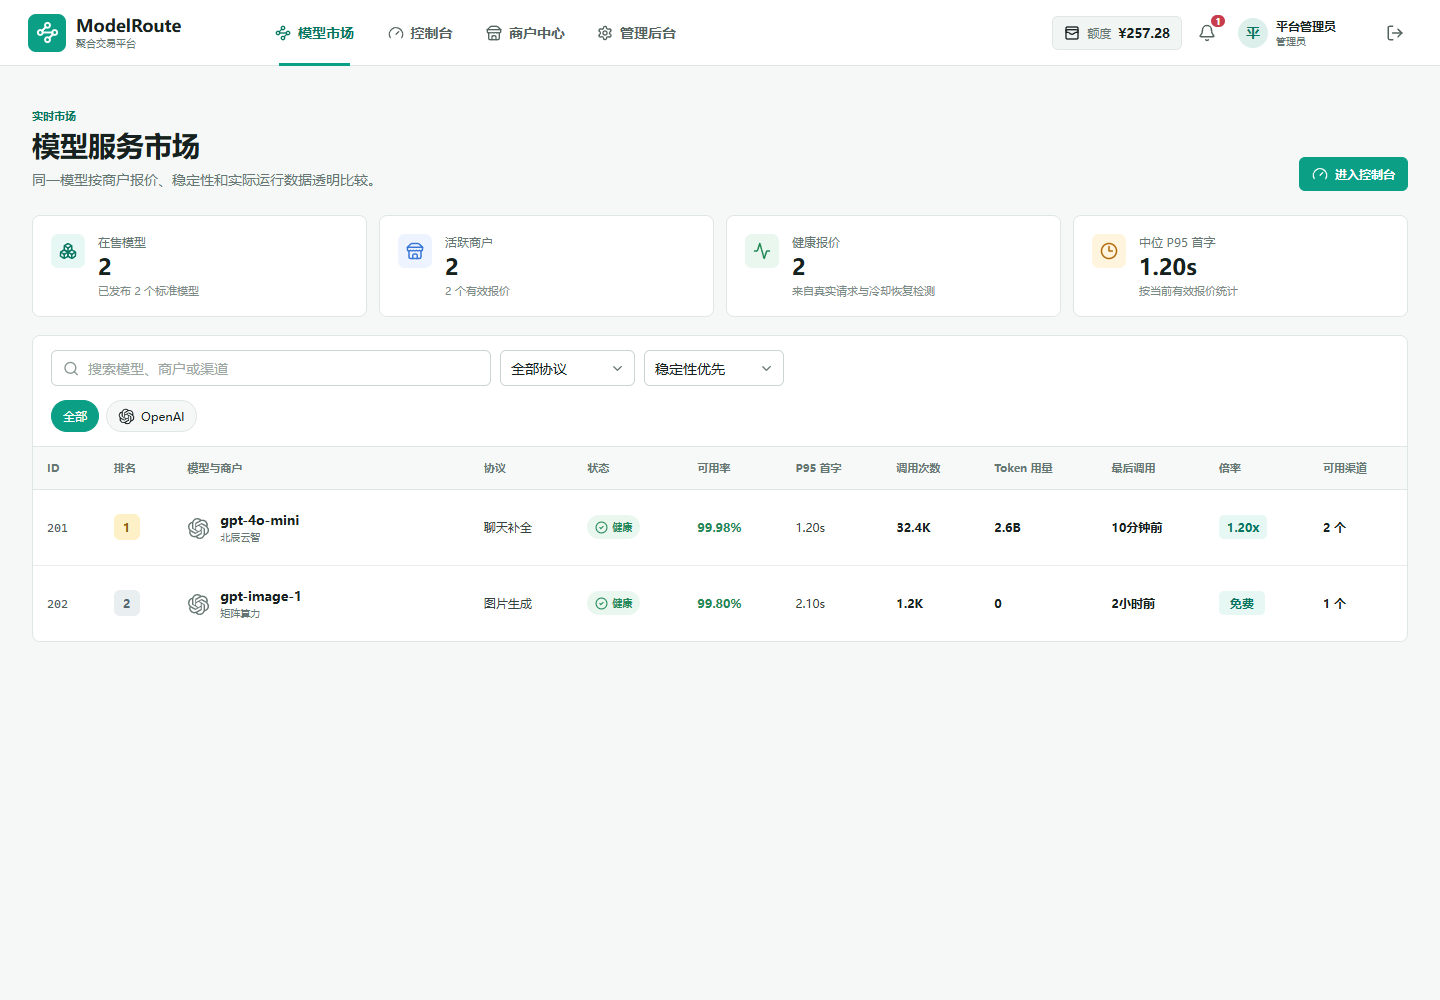 ModelRoute
聚合交易平台
模型市场
控制台
商户中心
管理后台
额度 ¥257.28
1
平
平台管理员
管理员
实时市场
模型服务市场
同一模型按商户报价、稳定性和实际运行数据透明比较。
进入控制台
在售模型
2
已发布 2 个标准模型
活跃商户
2
2 个有效报价
健康报价
2
来自真实请求与冷却恢复检测
中位 P95 首字
1.20s
按当前有效报价统计
搜索模型、商户或渠道
全部协议
稳定性优先
全部
OpenAI
ID 排名 模型与商户 协议 状态 可用率 P95 首字 调用次数 Token 用量 最后调用 倍率 可用渠道
201 1 gpt-4o-mini 聊天补全 健康 99.98% 1.20s 32.4K 2.6B 10分钟前 1.20x 2 个
北辰云智
202 2 gpt-image-1 图片生成 健康 99.80% 2.10s 1.2K 0 2小时前 免费 1 个
矩阵算力